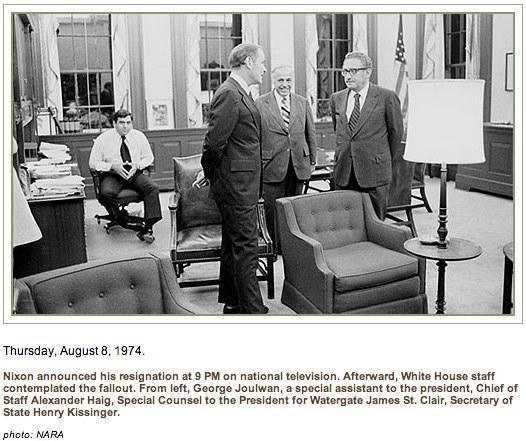 Thursday, August 8, 1974.
Nixon announced his resignation at 9 PM on national television. Afterward, White House staff
contemplated the fallout. From left, George Joulwan, a special assistant to the president, Chief of
Staff Alexander Haig, Special Counsel to the President for Watergate James St. Clair, Secretary of
State Henry Kissinger.
photo: NARA